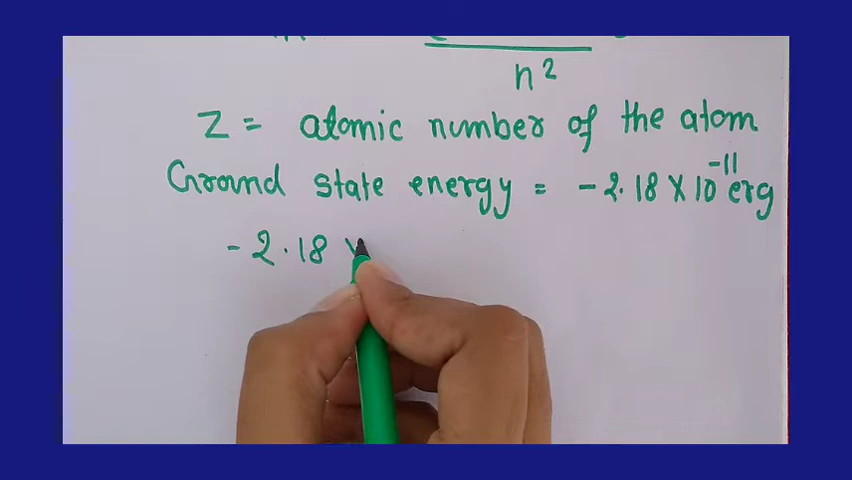 n²
Z = atomic number of the atom
Ground state energy = -2.18 X 10⁻¹¹ erg
-2.18